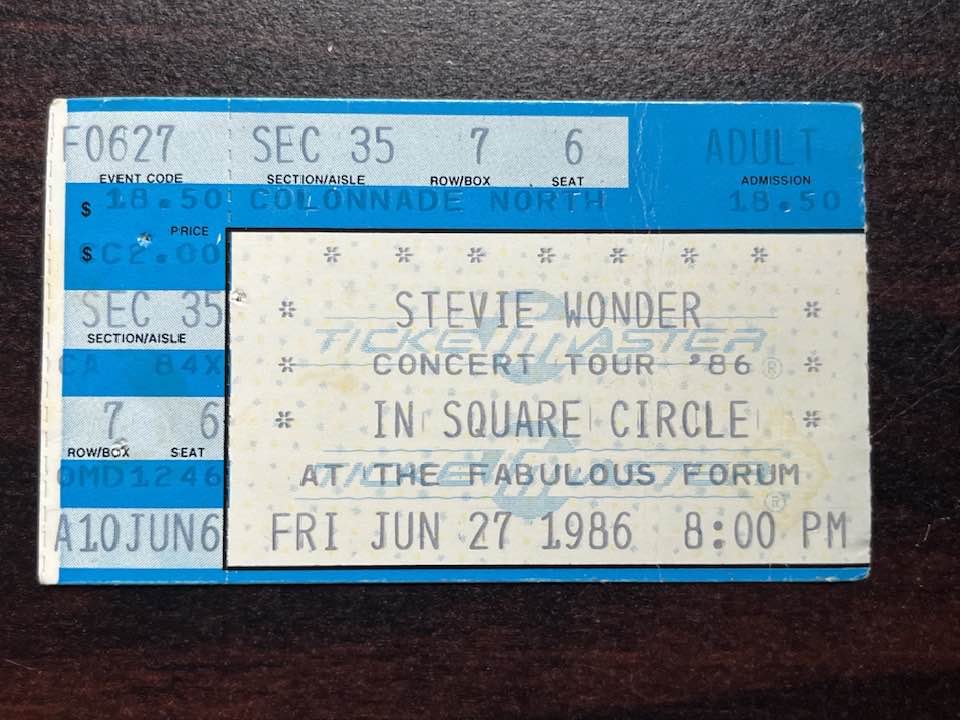 F0627 SEC 35 7 6 ADULT
EVENT CODE SECTION/AISLE ROW/BOX SEAT ADMISSION
$ 18.50 COLONNADE NORTH 18.50
PRICE
$ C2.00
SEC 35
SECTION/AISLE
CA 84X
7 6
ROW/BOX SEAT
OMD1246
A10JUN6
* * * * * * *
* STEVIE WONDER *
TICKETMASTER
* CONCERT TOUR '86 ® *
* IN SQUARE CIRCLE *
AT THE FABULOUS FORUM
TICKETMASTER ®
FRI JUN 27 1986 8:00 PM